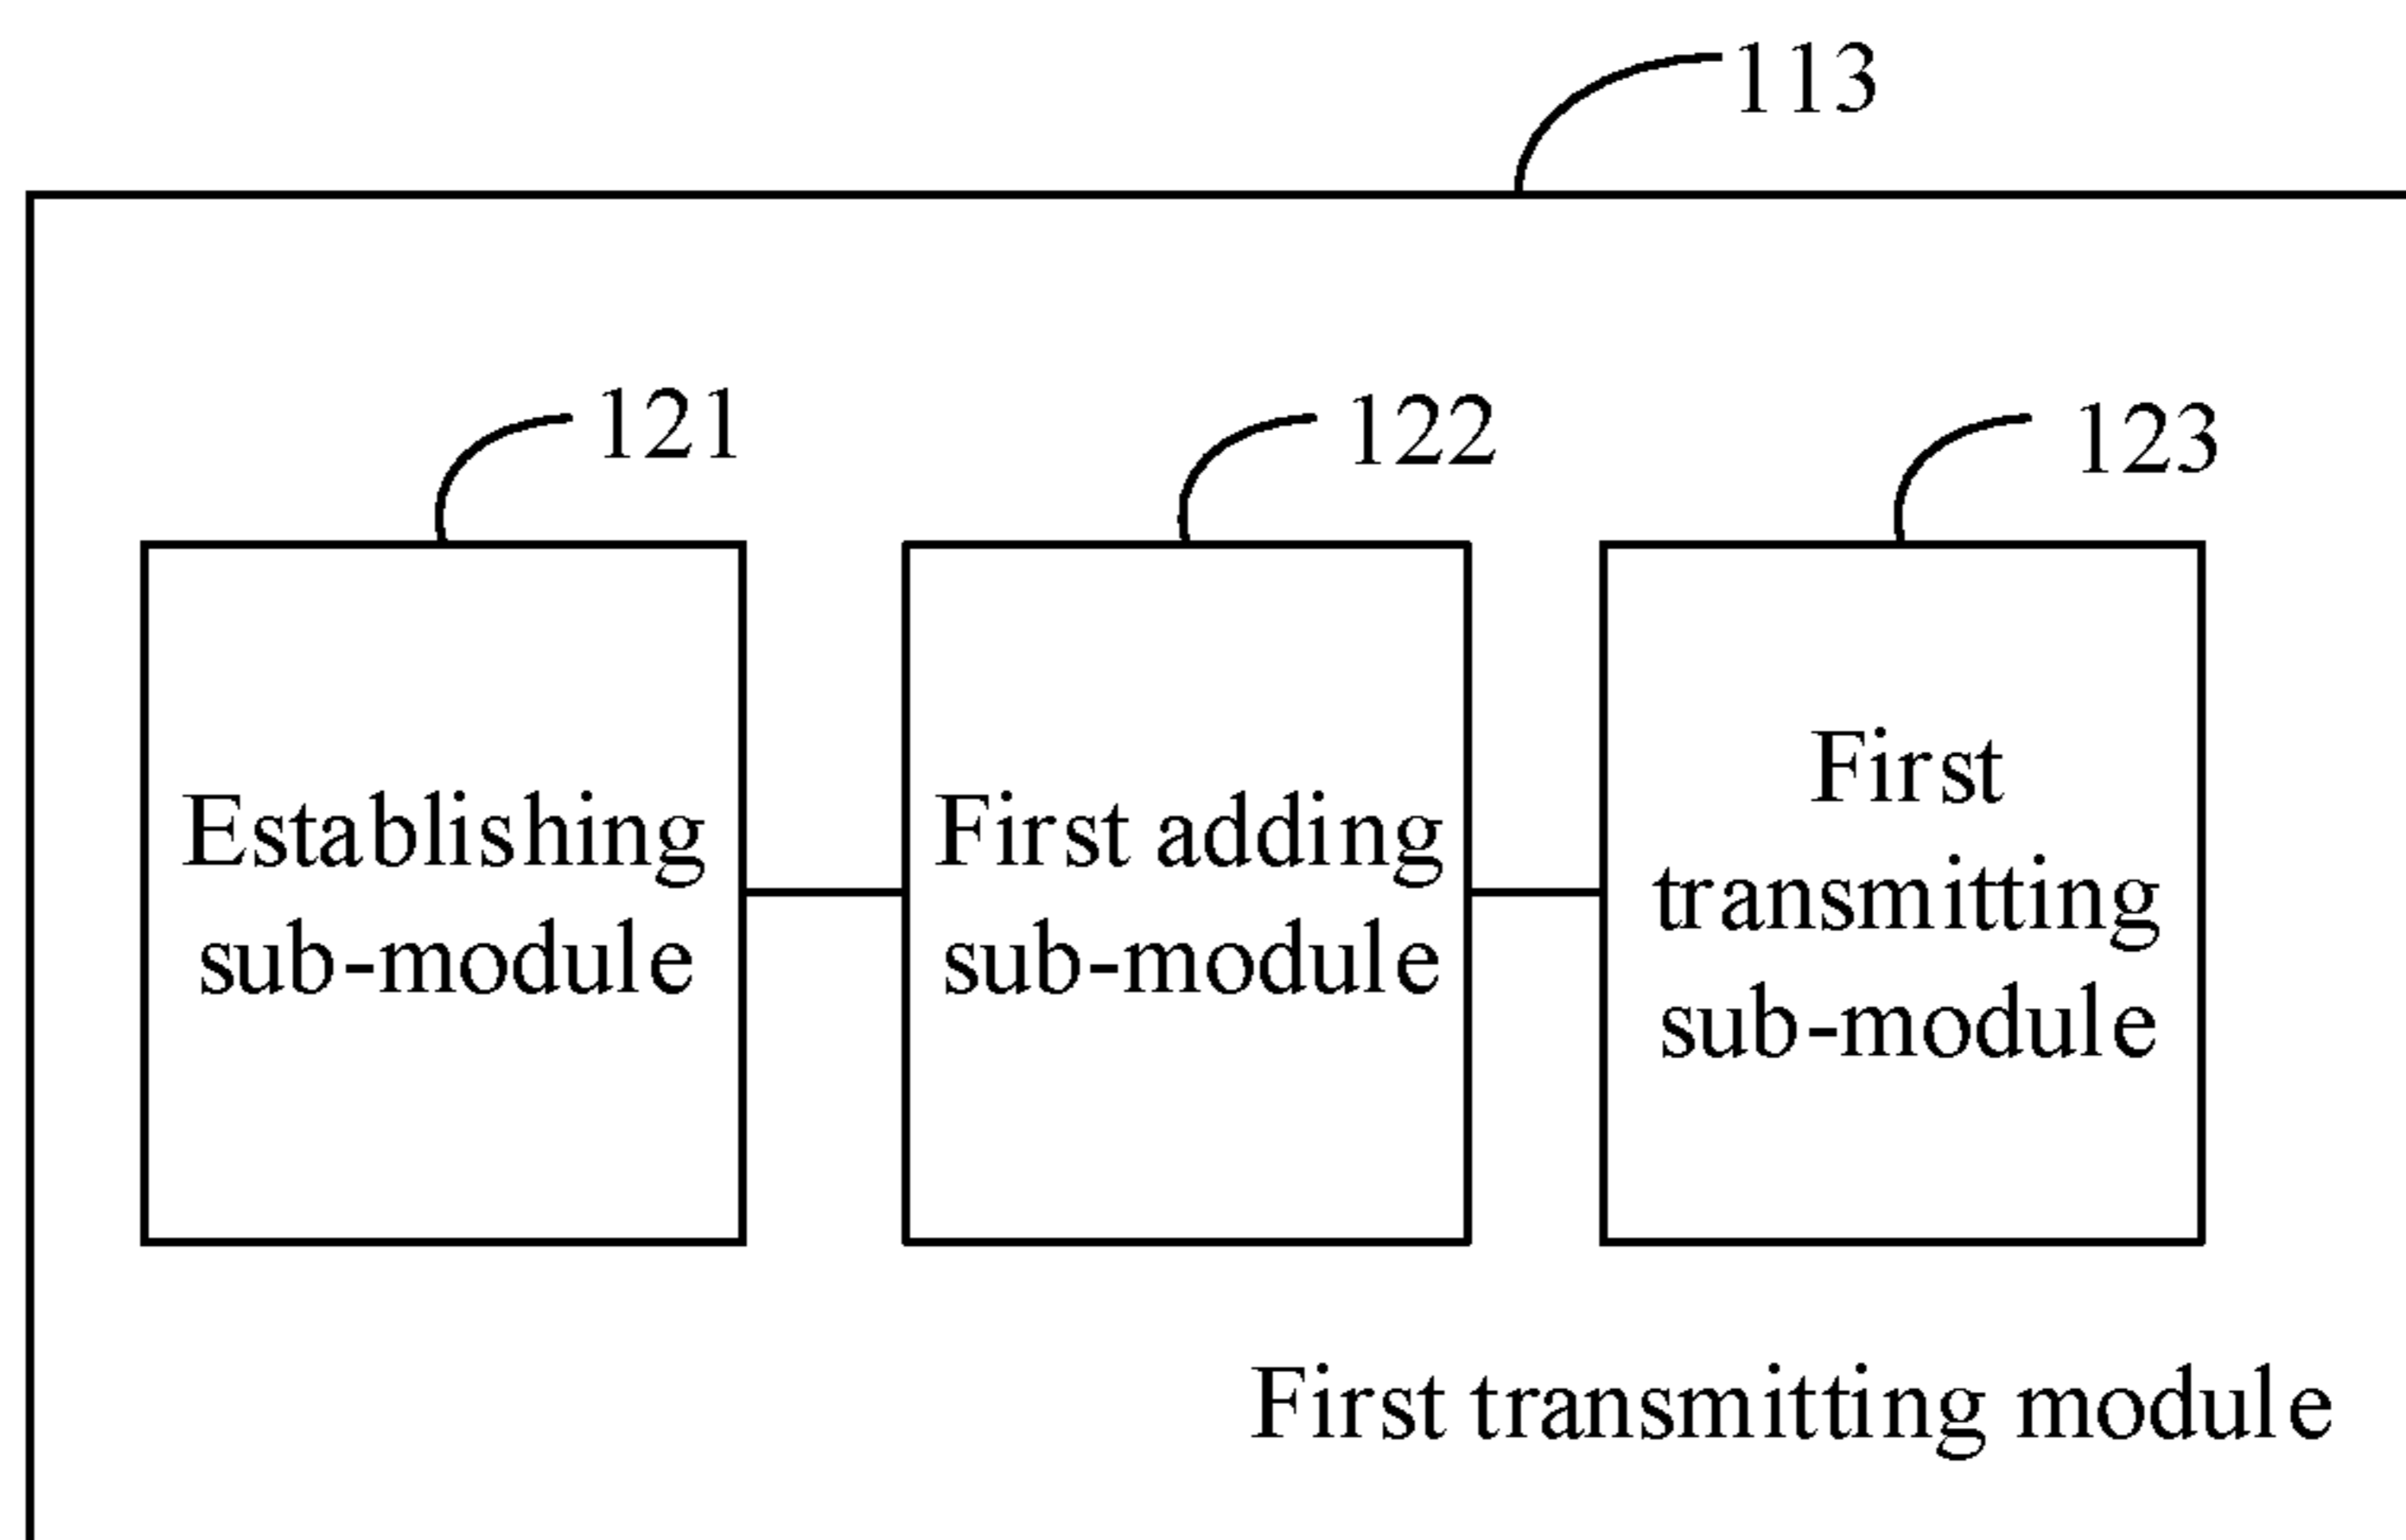 113
121
122
123
Establishing
sub-module
First adding
sub-module
First
transmitting
sub-module
First transmitting module